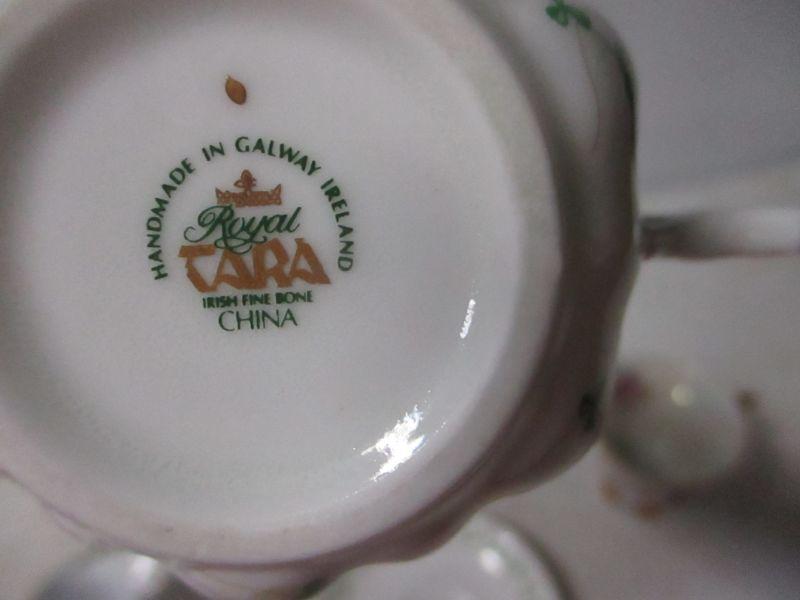 HANDMADE IN GALWAY IRELAND
Royal
TARA
IRISH FINE BONE
CHINA